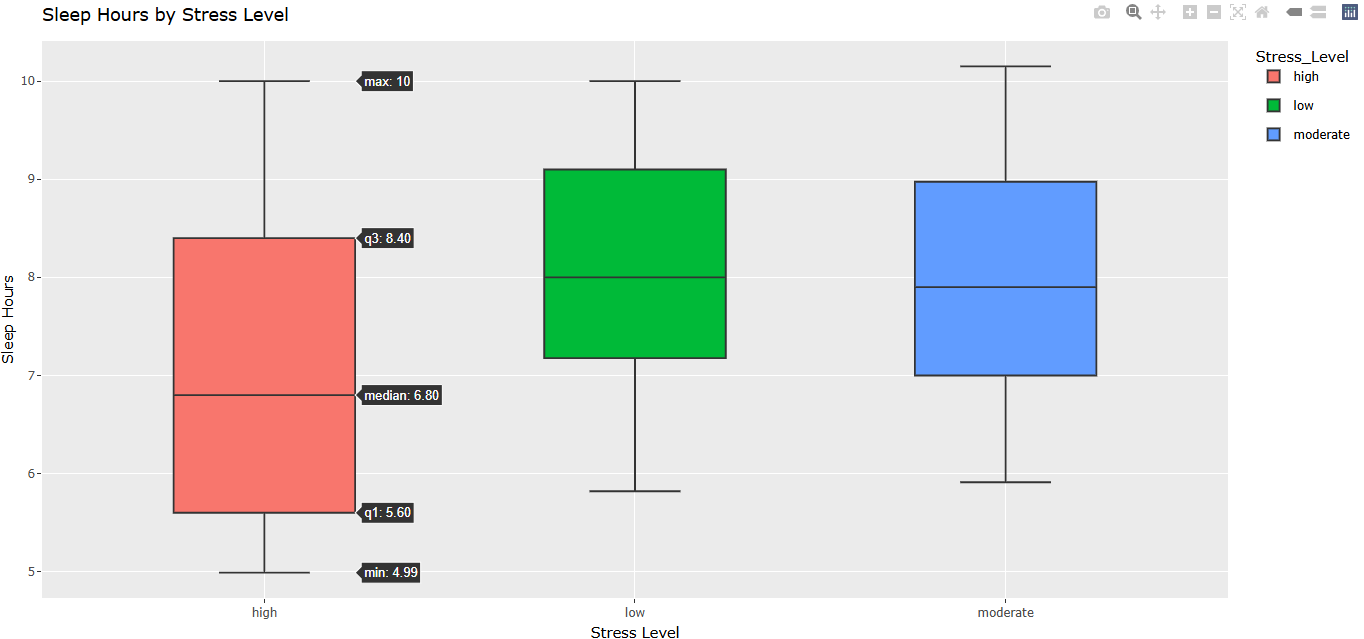 Sleep Hours by Stress Level
Stress_Level
high
low
moderate
Sleep Hours
10
9
8
7
6
5
max: 10
q3: 8.40
median: 6.80
q1: 5.60
min: 4.99
high
low
moderate
Stress Level